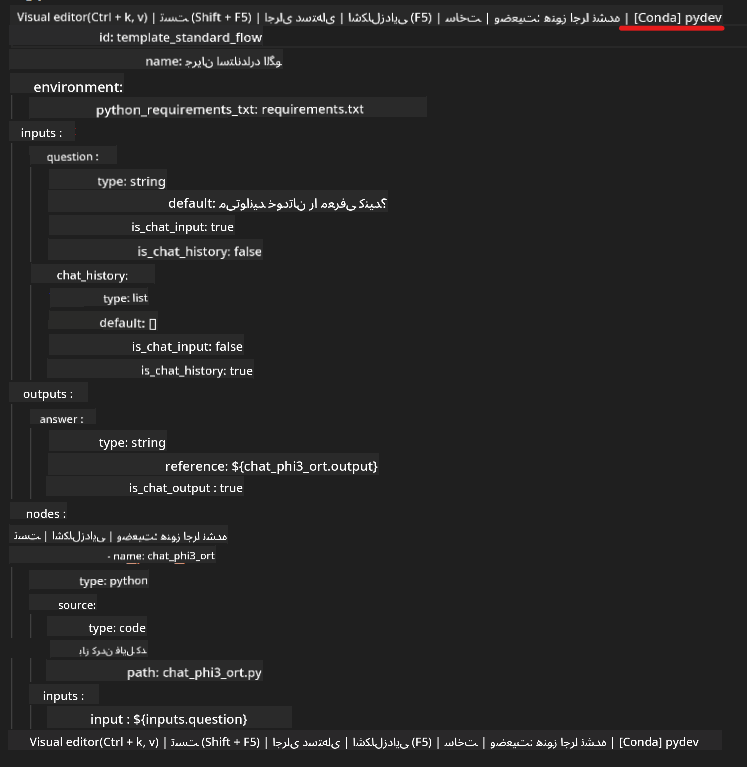 Visual editor(Ctrl + k, v) | تست (Shift + F5) | اجرای دسته‌ای | اشکال‌زدایی (F5) | ساخت | وضعیت: هنوز اجرا نشده | [Conda] pydev
id: template_standard_flow
name: جریان استاندارد الگو
environment:
python_requirements_txt: requirements.txt
inputs :
question :
type: string
default: می‌توانید خودتان را معرفی کنید؟
is_chat_input: true
is_chat_history: false
chat_history:
type: list
default: []
is_chat_input: false
is_chat_history: true
outputs :
answer :
type: string
reference: ${chat_phi3_ort.output}
is_chat_output : true
nodes :
تست | اشکال‌زدایی | وضعیت: هنوز اجرا نشده
- name: chat_phi3_ort
type: python
source:
type: code
باز کردن فایل کد
path: chat_phi3_ort.py
inputs :
input : ${inputs.question}
Visual editor(Ctrl + k, v) | تست (Shift + F5) | اجرای دسته‌ای | اشکال‌زدایی (F5) | ساخت | وضعیت: هنوز اجرا نشده | [Conda] pydev